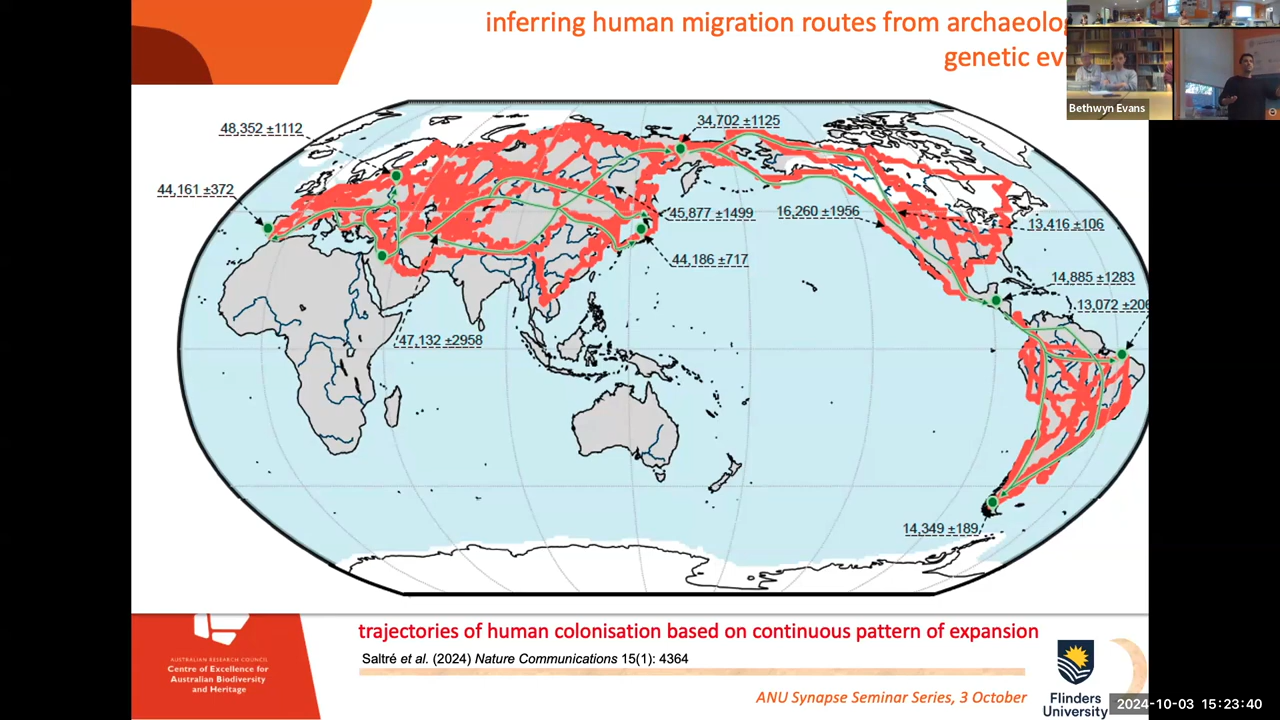 inferring human migration routes from
genetic
Bethwyn Evans
48,352 ±1112
34,702 ±1125
44,161 ±372
45,877 ±1499
16,260 ±1956
13,416 ±106
44,186 ±717
14,885 ±1283
13,072
47,132 ±2958
14,349 ±189
trajectories of human colonisation based on continuous pattern of expansion
Saltré et al. (2024) Nature Communications 15(1): 4364
AUSTRALIAN RESEARCH COUNCIL
Centre of Excellence for
Australian Biodiversity
and Heritage
ANU Synapse Seminar Series, 3 October
Flinders
University
2024-10-03 15:23:40